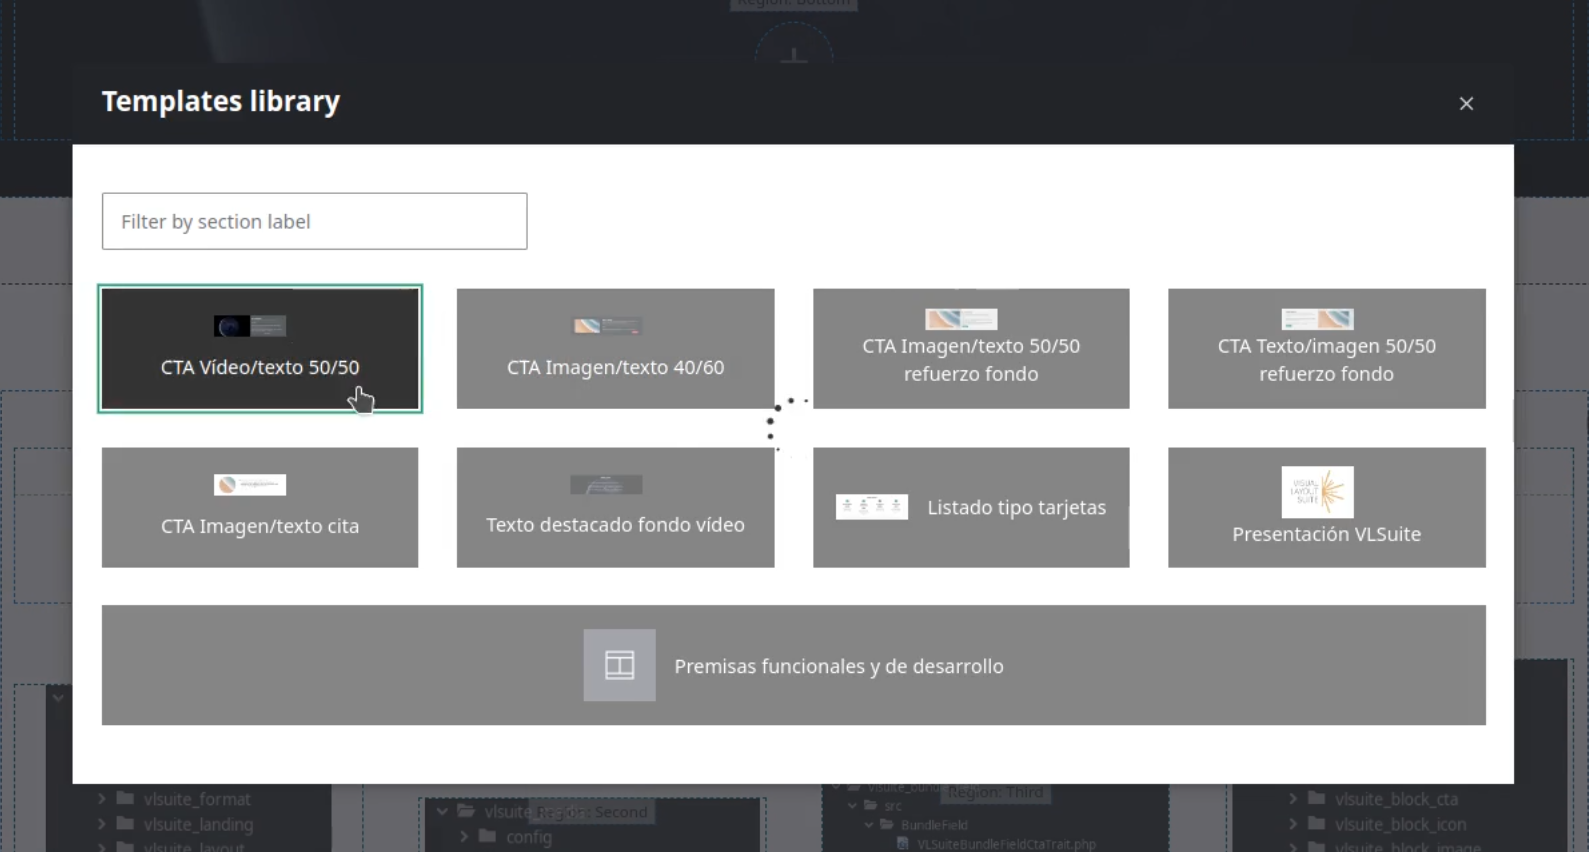 Region: Bottom
Templates library
Filter by section label
CTA Vídeo/texto 50/50
CTA Imagen/texto 40/60
CTA Imagen/texto 50/50
refuerzo fondo
CTA Texto/imagen 50/50
refuerzo fondo
CTA Imagen/texto cita
Texto destacado fondo vídeo
Listado tipo tarjetas
VISUAL
LAYOUT
SUITE
Presentación VLSuite
Premisas funcionales y de desarrollo
vlsuite_format
vlsuite_landing
vlsuite_layout
Region: Second
config
Region: Third
src
BundleField
VLSuiteBundleFieldCtaTrait.php
vlsuite_block_cta
vlsuite_block_icon
vlsuite_block_image